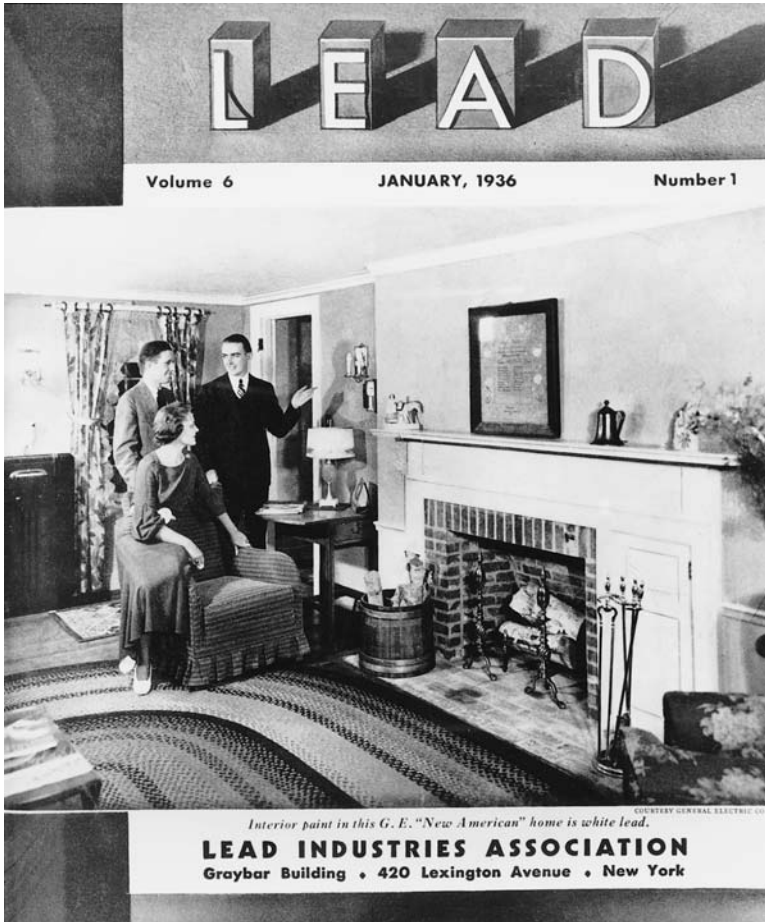 LEAD
Volume 6 JANUARY, 1936 Number 1
COURTESY GENERAL ELECTRIC CO
Interior paint in this G. E. "New American" home is white lead.
LEAD INDUSTRIES ASSOCIATION
Graybar Building • 420 Lexington Avenue • New York